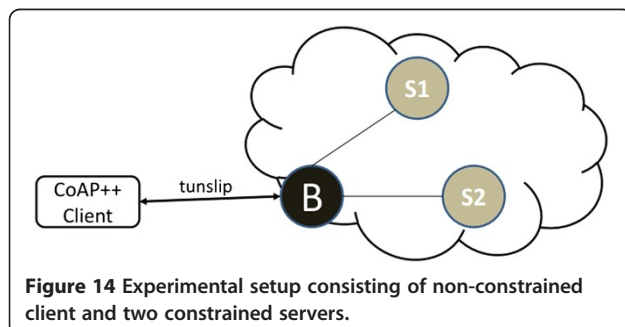 S1
CoAP++
Client
tunslip
B
S2
Figure 14 Experimental setup consisting of non-constrained
client and two constrained servers.